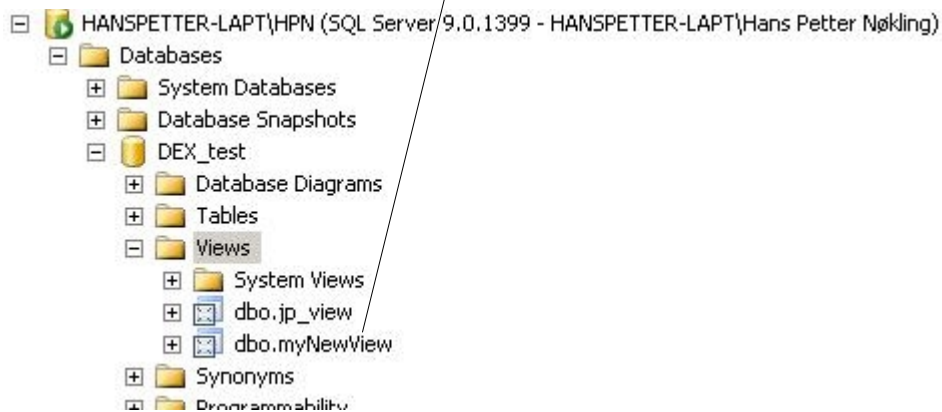 HANSPETTER-LAPT\HPN (SQL Server 9.0.1399 - HANSPETTER-LAPT\Hans Petter Nøkling)
Databases
System Databases
Database Snapshots
DEX_test
Database Diagrams
Tables
Views
System Views
dbo.jp_view
dbo.myNewView
Synonyms
Programmability